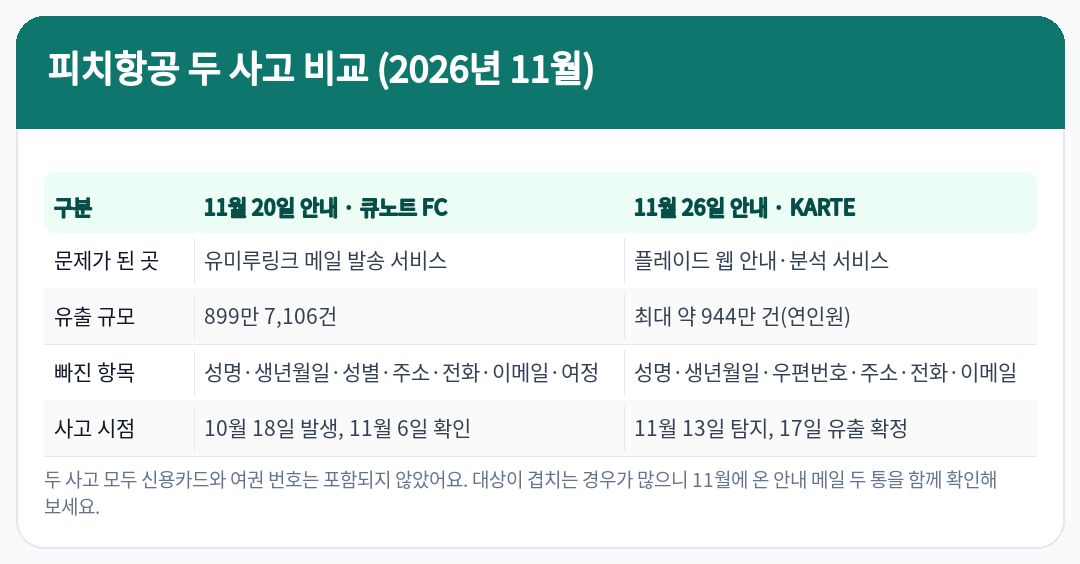 피치항공 두 사고 비교 (2026년 11월)
구분 11월 20일 안내 · 큐노트 FC 11월 26일 안내 · KARTE
문제가 된 곳 유미루링크 메일 발송 서비스 플레이드 웹 안내·분석 서비스
유출 규모 899만 7,106건 최대 약 944만 건(연인원)
빠진 항목 성명·생년월일·성별·주소·전화·이메일·여정 성명·생년월일·우편번호·주소·전화·이메일
사고 시점 10월 18일 발생, 11월 6일 확인 11월 13일 탐지, 17일 유출 확정
두 사고 모두 신용카드와 여권 번호는 포함되지 않았어요. 대상이 겹치는 경우가 많으니 11월에 온 안내 메일 두 통을 함께 확인해
보세요.